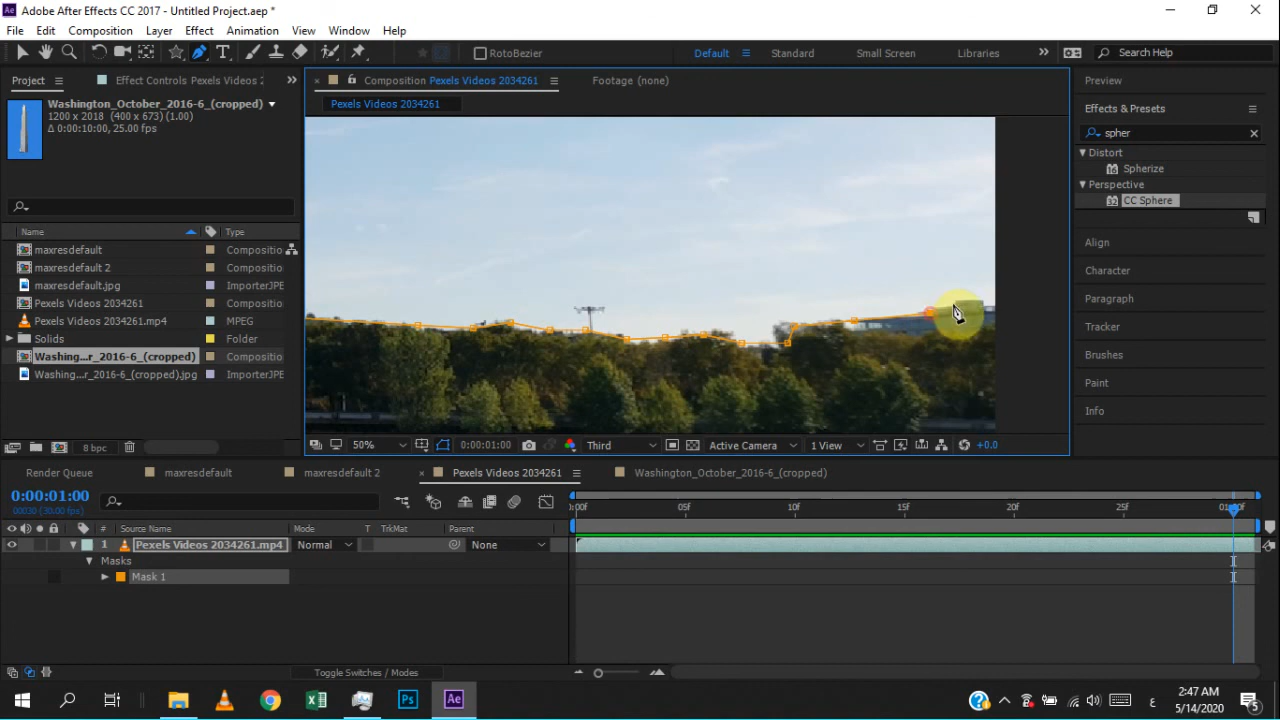 Adobe After Effects CC 2017 - Untitled Project.aep *
File Edit Composition Layer Effect Animation View Window Help
RotoBezier
Default Standard Small Screen Libraries Search Help
Project Effect Controls Pexels Videos 2
Composition Pexels Videos 2034261 Footage (none)
Preview
Washington_October_2016-6_(cropped)
1200 x 2018 (400 x 673) (1.00)
Δ 0:00:10:00, 25.00 fps
Pexels Videos 2034261
Effects & Presets
spher
Distort
Spherize
Perspective
CC Sphere
Align
Character
Paragraph
Tracker
Brushes
Paint
Info
Name Type
maxresdefault Compositio
maxresdefault 2 Compositio
maxresdefault.jpg ImporterJPE
Pexels Videos 2034261 Compositio
Pexels Videos 2034261.mp4 MPEG
Solids Folder
Washing...r_2016-6_(cropped) Compositio
Washing...r_2016-6_(cropped).jpg ImporterJPE
8 bpc
50% 0:00:01:00 Third Active Camera 1 View +0.0
Render Queue maxresdefault maxresdefault 2 Pexels Videos 2034261 Washington_October_2016-6_(cropped)
0:00:01:00
00030 (30.00 fps)
:00f 05f 10f 15f 20f 25f 01:00f
# Source Name Mode T TrkMat Parent
1 Pexels Videos 2034261.mp4 Normal None
Masks
Mask 1
Toggle Switches / Modes
Ps Ae
ع
2:47 AM
5/14/2020
5